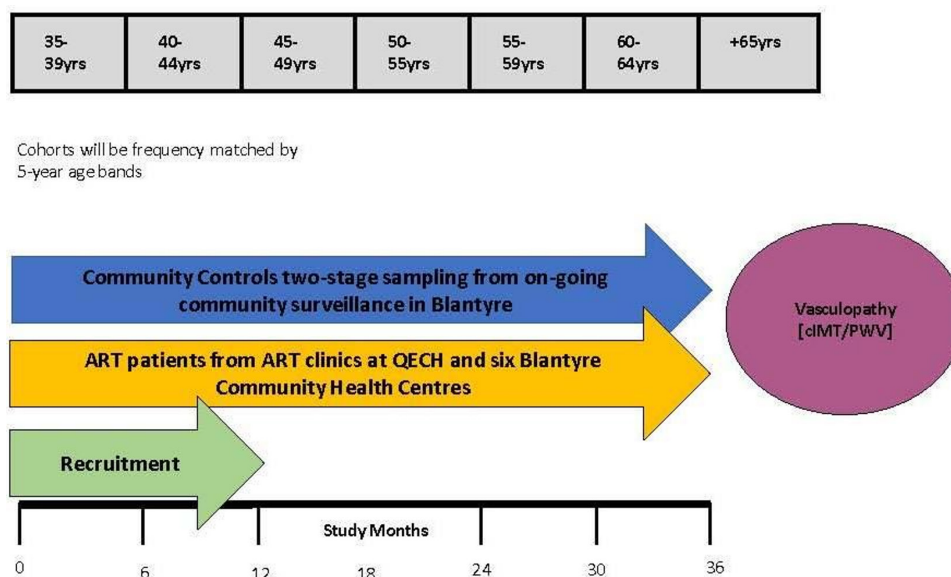 35- 40- 45- 50- 55- 60- +65yrs
39yrs 44yrs 49yrs 55yrs 59yrs 64yrs
Cohorts will be frequency matched by
5-year age bands
Community Controls two-stage sampling from on-going
community surveillance in Blantyre
Vasculopathy
[cIMT/PWV]
ART patients from ART clinics at QECH and six Blantyre
Community Health Centres
Recruitment
Study Months
0 6 12 18 24 30 36